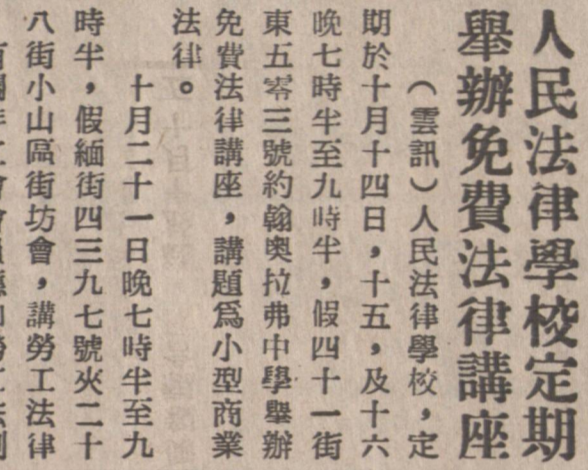 人民法律學校定期
舉辦免費法律講座
（雲訊）人民法律學校，定
期於十月十四日，十五，及十六
晚七時半至九時半，假四十一街
東五零三號約翰奧拉弗中學舉辦
免費法律講座，講題爲小型商業
法律。
十月二十一日晚七時半至九
時半，假緬街四三九七號夾二十
八街小山區街坊會，講勞工法律